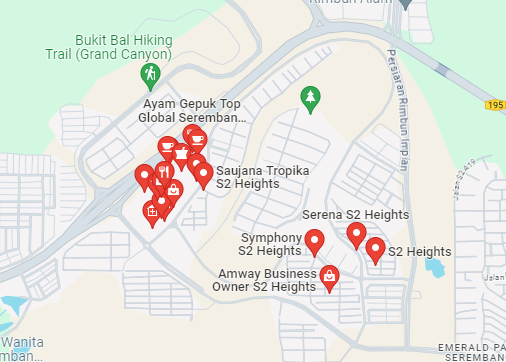 Rimbun Alam
Bukit Bal Hiking
Trail (Grand Canyon)
Ayam Gepuk Top
Global Seremban...
Persiaran Rimbun Impian
195
Saujana Tropika
S2 Heights
Jalan S2 A19
Serena S2 Heights
Symphony
S2 Heights
S2 Heights
Amway Business
Owner S2 Heights
Jalan
Wanita
mban...
EMERALD PA
SEREMBAN